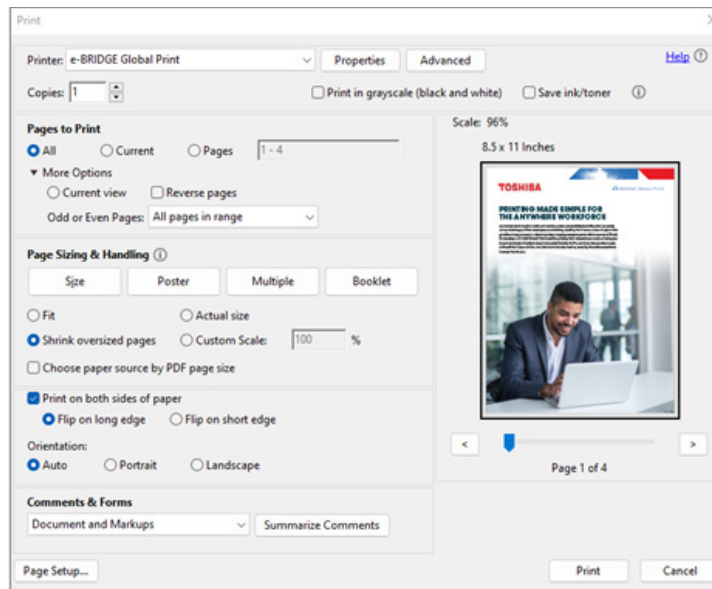 Print
Printer: e-BRIDGE Global Print Properties Advanced Help
Copies: 1 Print in grayscale (black and white) Save ink/toner
Pages to Print
All Current Pages 1 - 4
More Options
Current view Reverse pages
Odd or Even Pages: All pages in range
Page Sizing & Handling
Size Poster Multiple Booklet
Fit Actual size
Shrink oversized pages Custom Scale: 100 %
Choose paper source by PDF page size
Print on both sides of paper
Flip on long edge Flip on short edge
Orientation:
Auto Portrait Landscape
Comments & Forms
Document and Markups Summarize Comments
Page Setup...
Scale: 96%
8.5 x 11 Inches
TOSHIBA
PRINTING MADE SIMPLE FOR
THE ANYWHERE WORKFORCE
< >
Page 1 of 4
Print Cancel